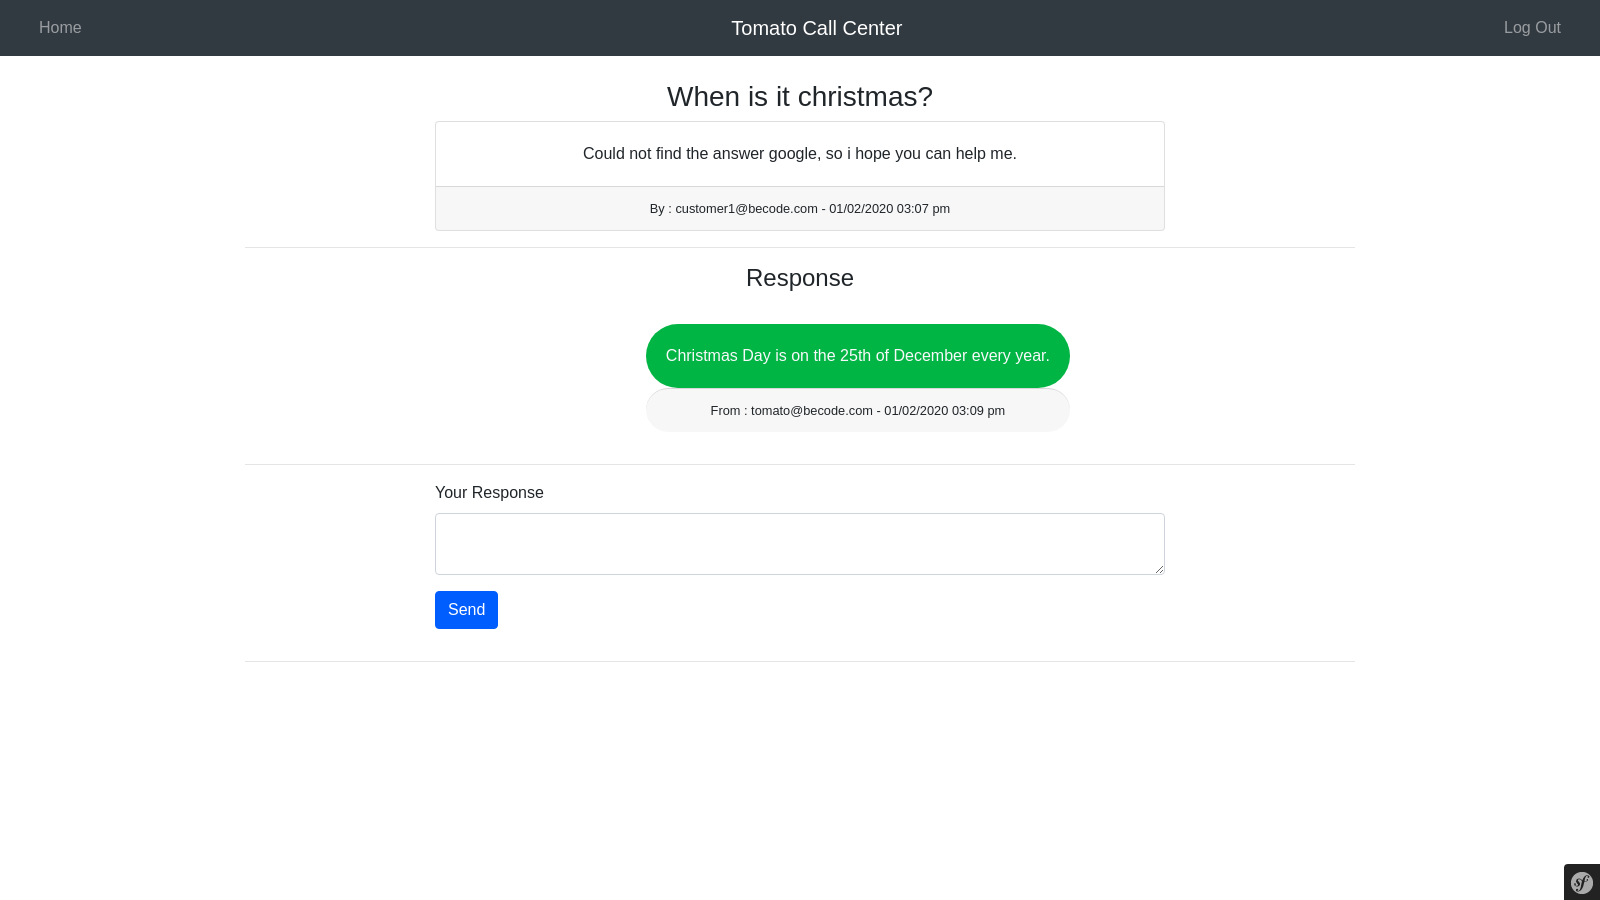 Home Tomato Call Center Log Out
When is it christmas?
Could not find the answer google, so i hope you can help me.
By : customer1@becode.com - 01/02/2020 03:07 pm
Response
Christmas Day is on the 25th of December every year.
From : tomato@becode.com - 01/02/2020 03:09 pm
Your Response
Send
sf